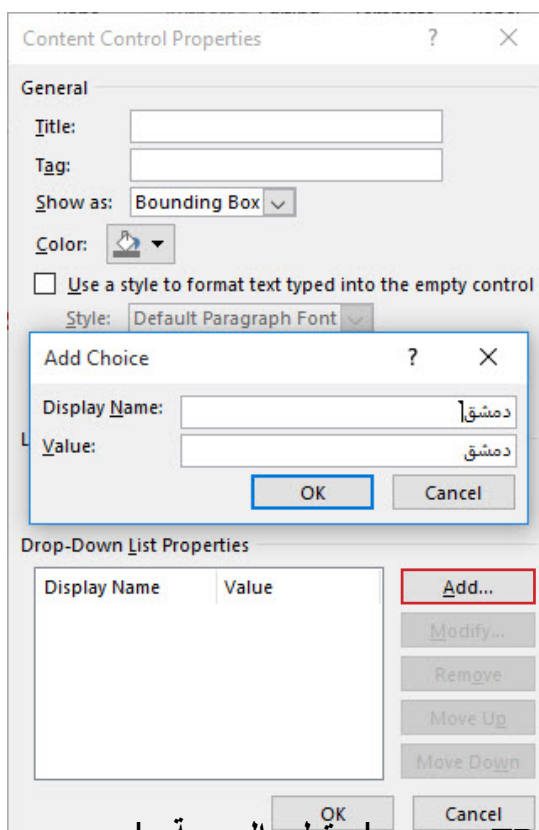 Content Control Properties ? ×
General
Title:
Tag:
Show as: Bounding Box
Color:
Use a style to format text typed into the empty control
Style: Default Paragraph Font
Add Choice ? ×
Display Name: دمشق
Value: دمشق
OK Cancel
Drop-Down List Properties
Display Name Value
Add...
Modify...
Remove
Move Up
Move Down
OK Cancel